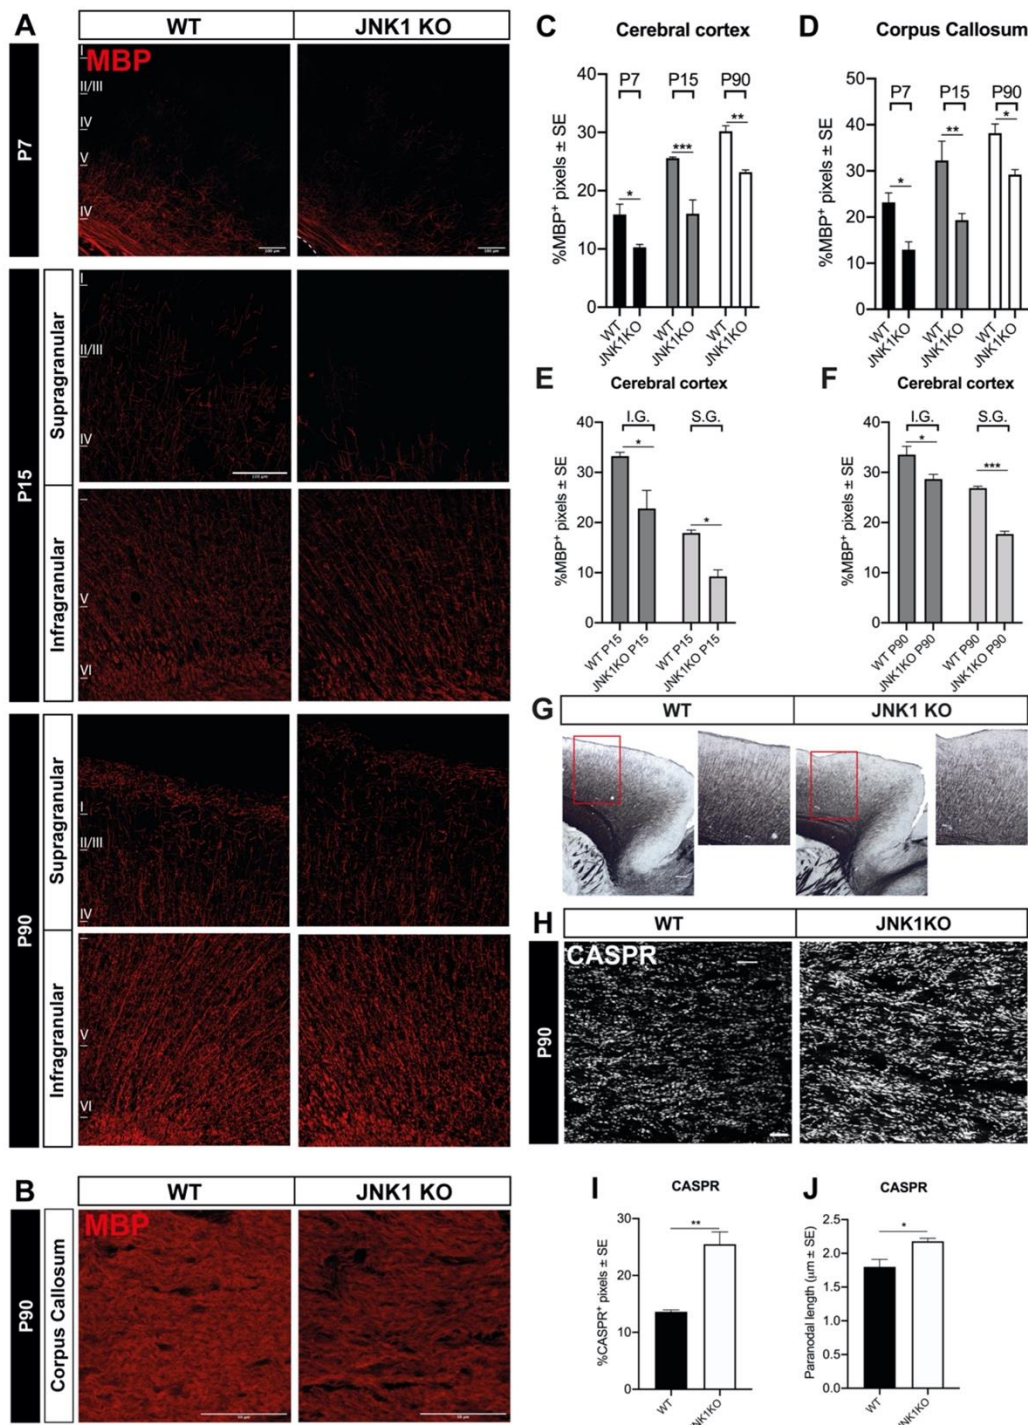 A
WT
JNK1 KO
MBP
P7
I
II/III
IV
V
IV
P15
Supragranular
I
II/III
IV
Infragranular
V
VI
P90
Supragranular
I
II/III
IV
Infragranular
V
VI
B
WT
JNK1 KO
MBP
P90
Corpus Callosum
C
Cerebral cortex
P7
P15
P90
%MBP+ pixels ± SE
40
30
20
10
0
*
***
**
WT
JNK1KO
WT
JNK1KO
WT
JNK1KO
D
Corpus Callosum
P7
P15
P90
%MBP+ pixels ± SE
50
40
30
20
10
0
*
**
*
WT
JNK1KO
WT
JNK1KO
WT
JNK1KO
E
Cerebral cortex
I.G.
S.G.
%MBP+ pixels ± SE
40
30
20
10
0
*
*
WT P15
JNK1KO P15
WT P15
JNK1KO P15
F
Cerebral cortex
I.G.
S.G.
%MBP+ pixels ± SE
40
30
20
10
0
*
***
WT P90
JNK1KO P90
WT P90
JNK1KO P90
G
WT
JNK1 KO
H
WT
JNK1KO
CASPR
P90
I
CASPR
%CASPR+ pixels ± SE
30
20
10
0
**
WT
JNK1KO
J
CASPR
Paranodal length (μm ± SE)
2.5
2.0
1.5
1.0
0.5
0.0
*
WT
JNK1KO